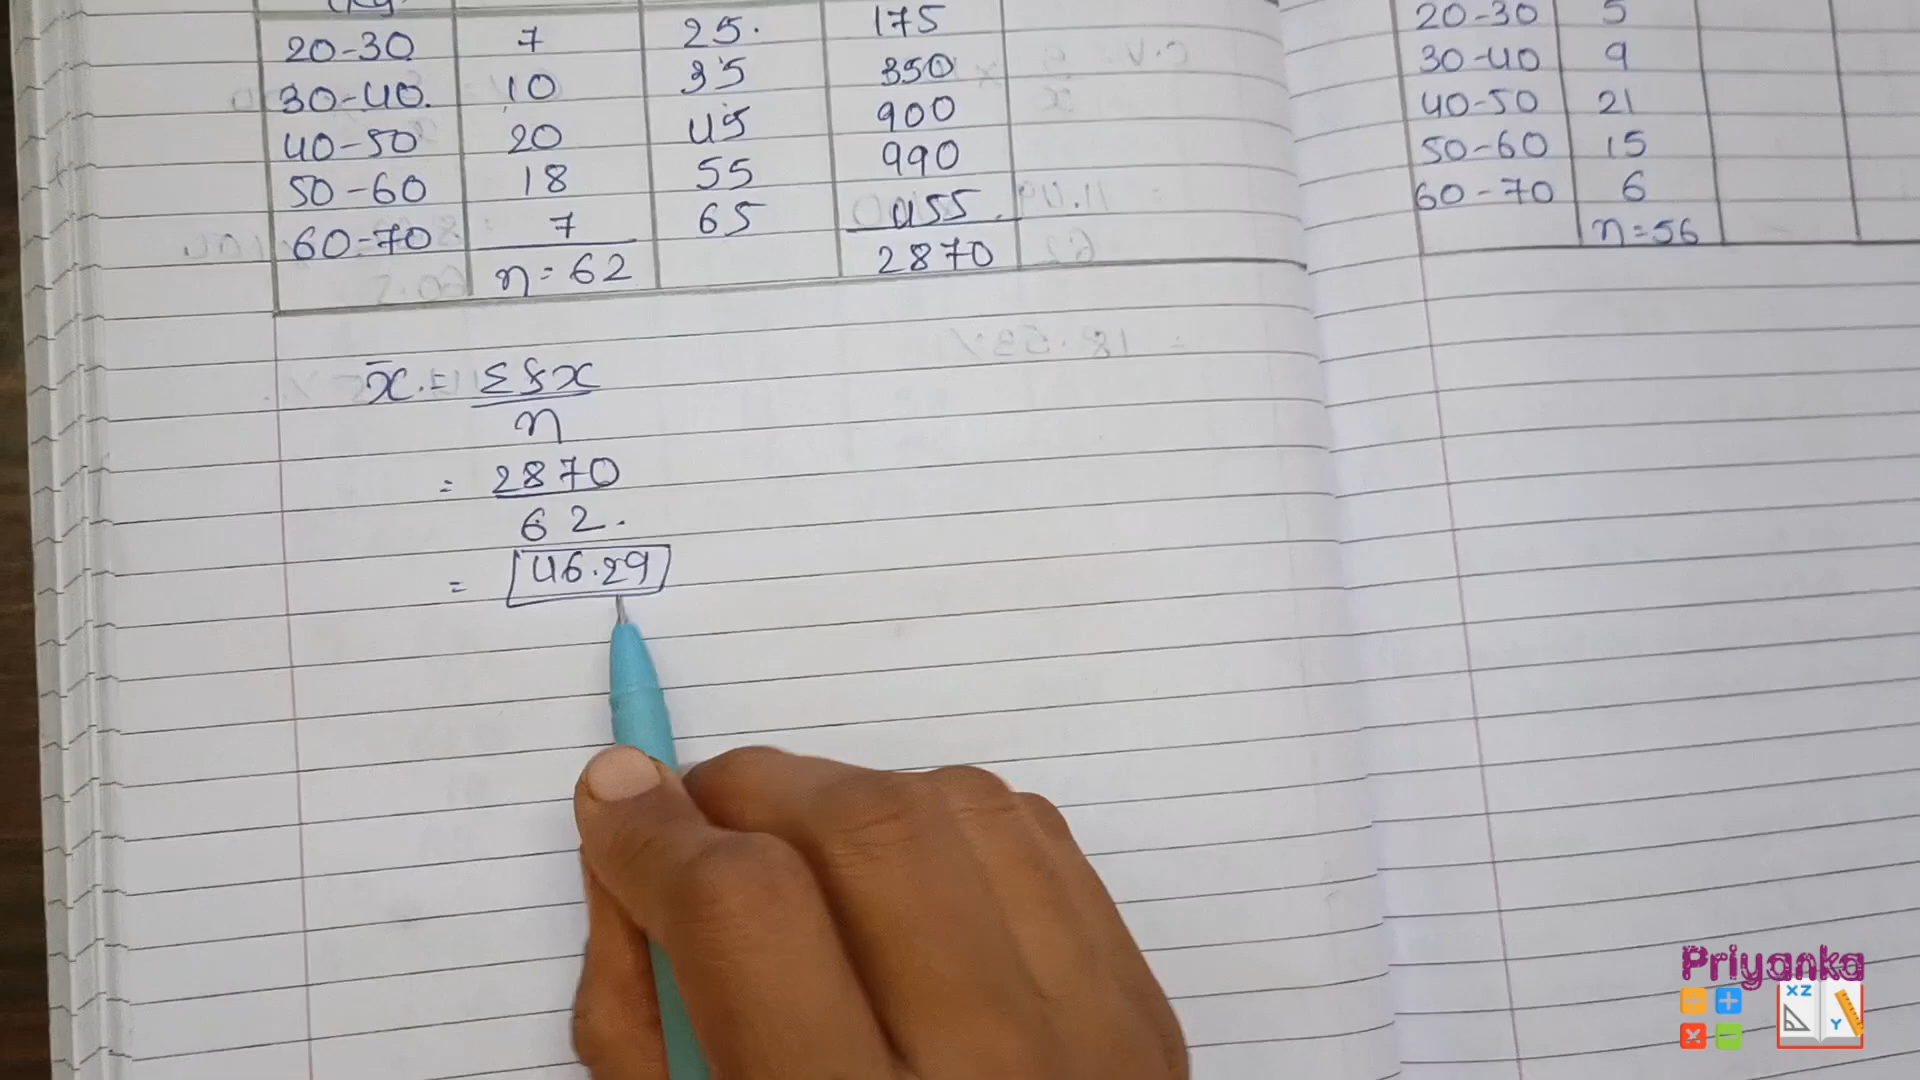 20-30 7 25. 175
30-40. 10 35 350
40-50 20 45 900
50-60 18 55 990
60-70 7 65 455
n=62 2870
x̄ = Σfx
n
= 2870
62.
= 46.29
20-30 5
30-40 9
40-50 21
50-60 15
60-70 6
n=56
Priyanka
XZ
Y